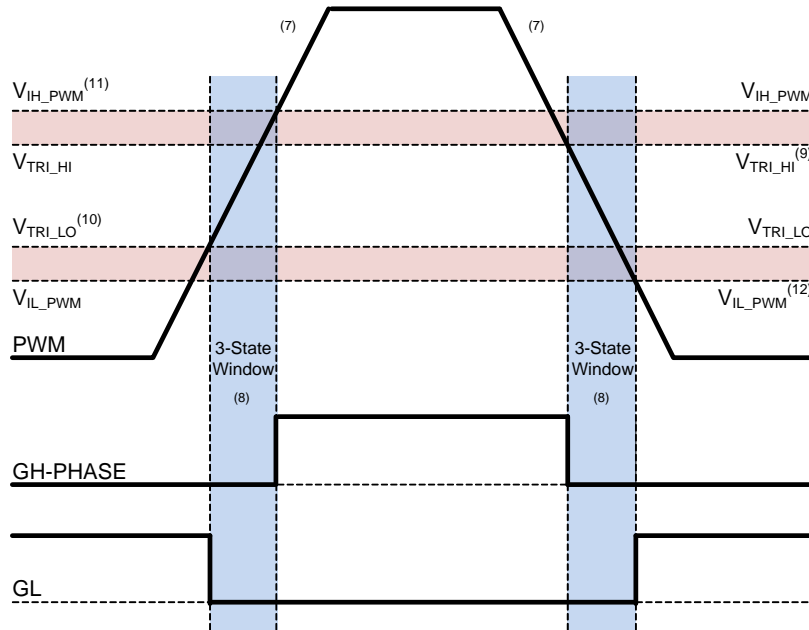 (7) (7)
V_IH_PWM(11) V_IH_PWM
V_TRI_HI V_TRI_HI(9)
V_TRI_LO(10) V_TRI_LO
V_IL_PWM V_IL_PWM(12)
PWM
3-State 3-State
Window Window
(8) (8)
GH-PHASE
GL